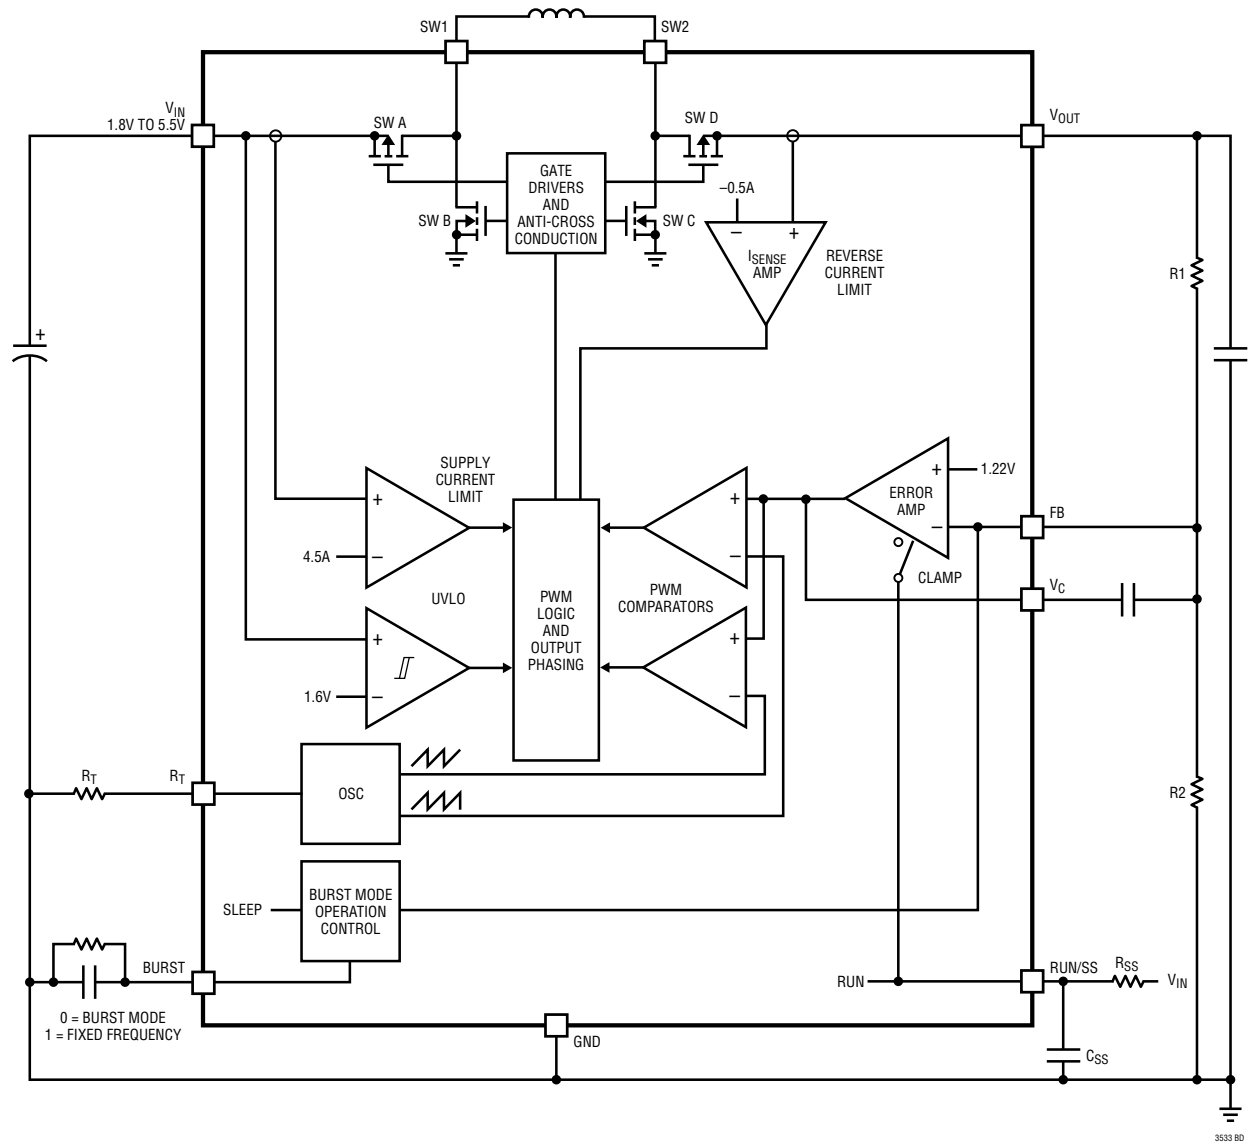 SW1
SW2
VIN
1.8V TO 5.5V
SW A
SW D
VOUT
GATE
DRIVERS
AND
ANTI-CROSS
CONDUCTION
–0.5A
SW B
SW C
–
+
ISENSE
AMP
REVERSE
CURRENT
LIMIT
R1
+
SUPPLY
CURRENT
LIMIT
+
4.5A
–
+
–
ERROR
AMP
+
1.22V
–
FB
CLAMP
VC
UVLO
PWM
LOGIC
AND
OUTPUT
PHASING
PWM
COMPARATORS
+
1.6V
–
+
–
RT
RT
OSC
R2
SLEEP
BURST MODE
OPERATION
CONTROL
BURST
0 = BURST MODE
1 = FIXED FREQUENCY
RUN
RUN/SS
RSS
VIN
GND
CSS
3533 BD